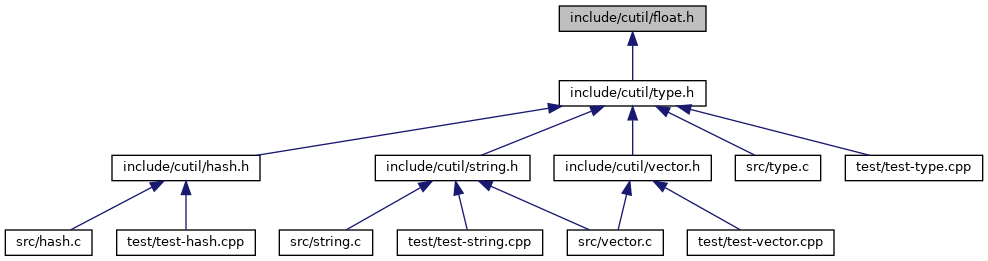 include/cutil/float.h
include/cutil/type.h
include/cutil/hash.h
include/cutil/string.h
include/cutil/vector.h
src/type.c
test/test-type.cpp
src/hash.c
test/test-hash.cpp
src/string.c
test/test-string.cpp
src/vector.c
test/test-vector.cpp